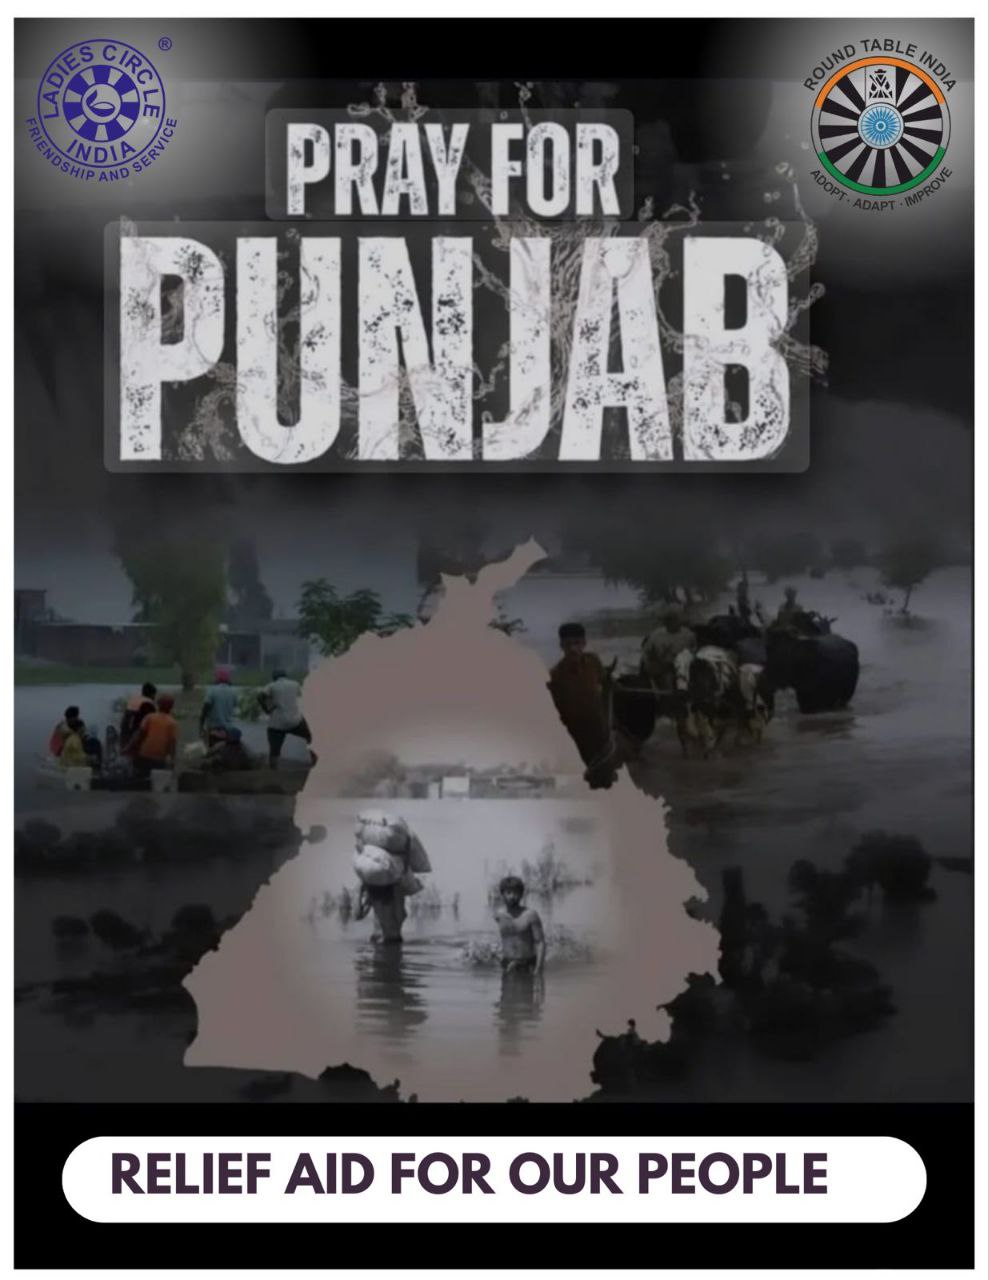 LADIES CIRCLE
INDIA
FRIENDSHIP AND SERVICE
®
ROUND TABLE INDIA
ADOPT · ADAPT · IMPROVE
PRAY FOR
PUNJAB
RELIEF AID FOR OUR PEOPLE